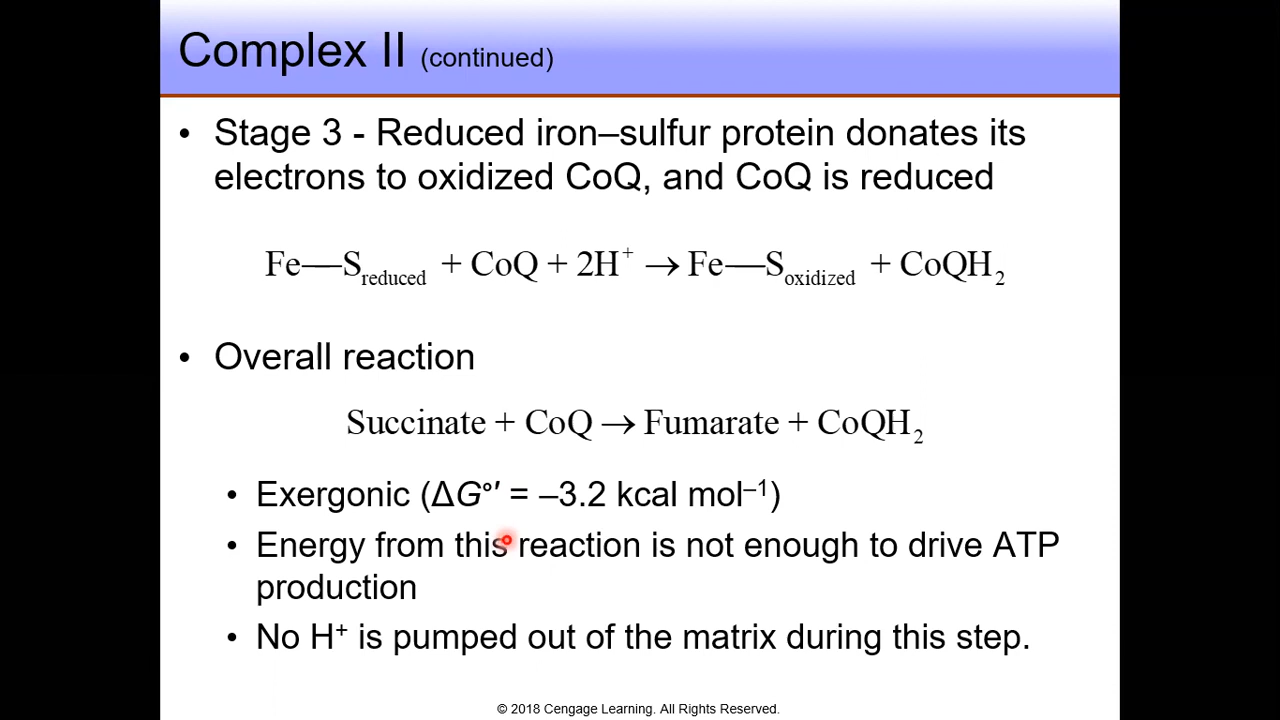 Complex II (continued)
• Stage 3 - Reduced iron–sulfur protein donates its
electrons to oxidized CoQ, and CoQ is reduced
Fe—S reduced + CoQ + 2H⁺ → Fe—S oxidized + CoQH₂
• Overall reaction
Succinate + CoQ → Fumarate + CoQH₂
• Exergonic (ΔG°′ = –3.2 kcal mol⁻¹)
• Energy from this reaction is not enough to drive ATP
production
• No H⁺ is pumped out of the matrix during this step.
© 2018 Cengage Learning. All Rights Reserved.